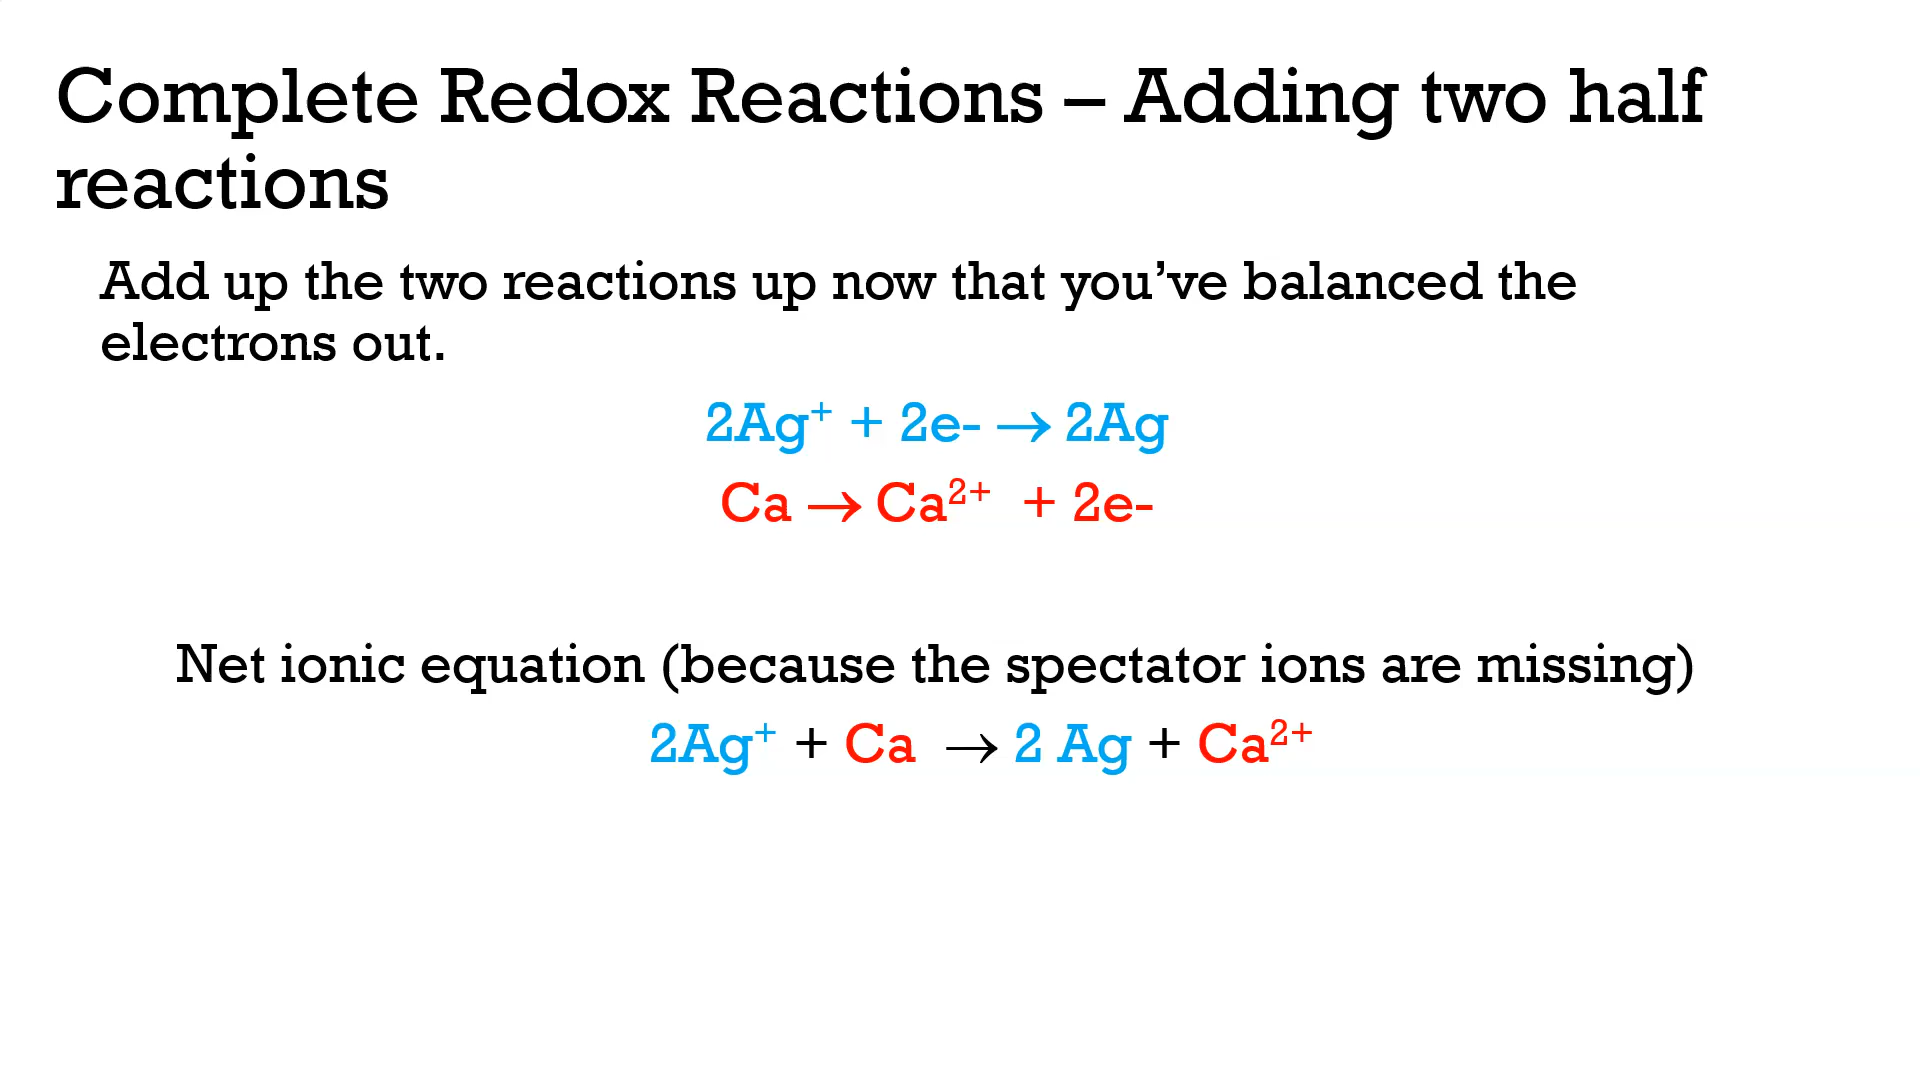 Complete Redox Reactions – Adding two half
reactions
Add up the two reactions up now that you’ve balanced the
electrons out.
2Ag⁺ + 2e- → 2Ag
Ca → Ca²⁺ + 2e-
Net ionic equation (because the spectator ions are missing)
2Ag⁺ + Ca → 2 Ag + Ca²⁺